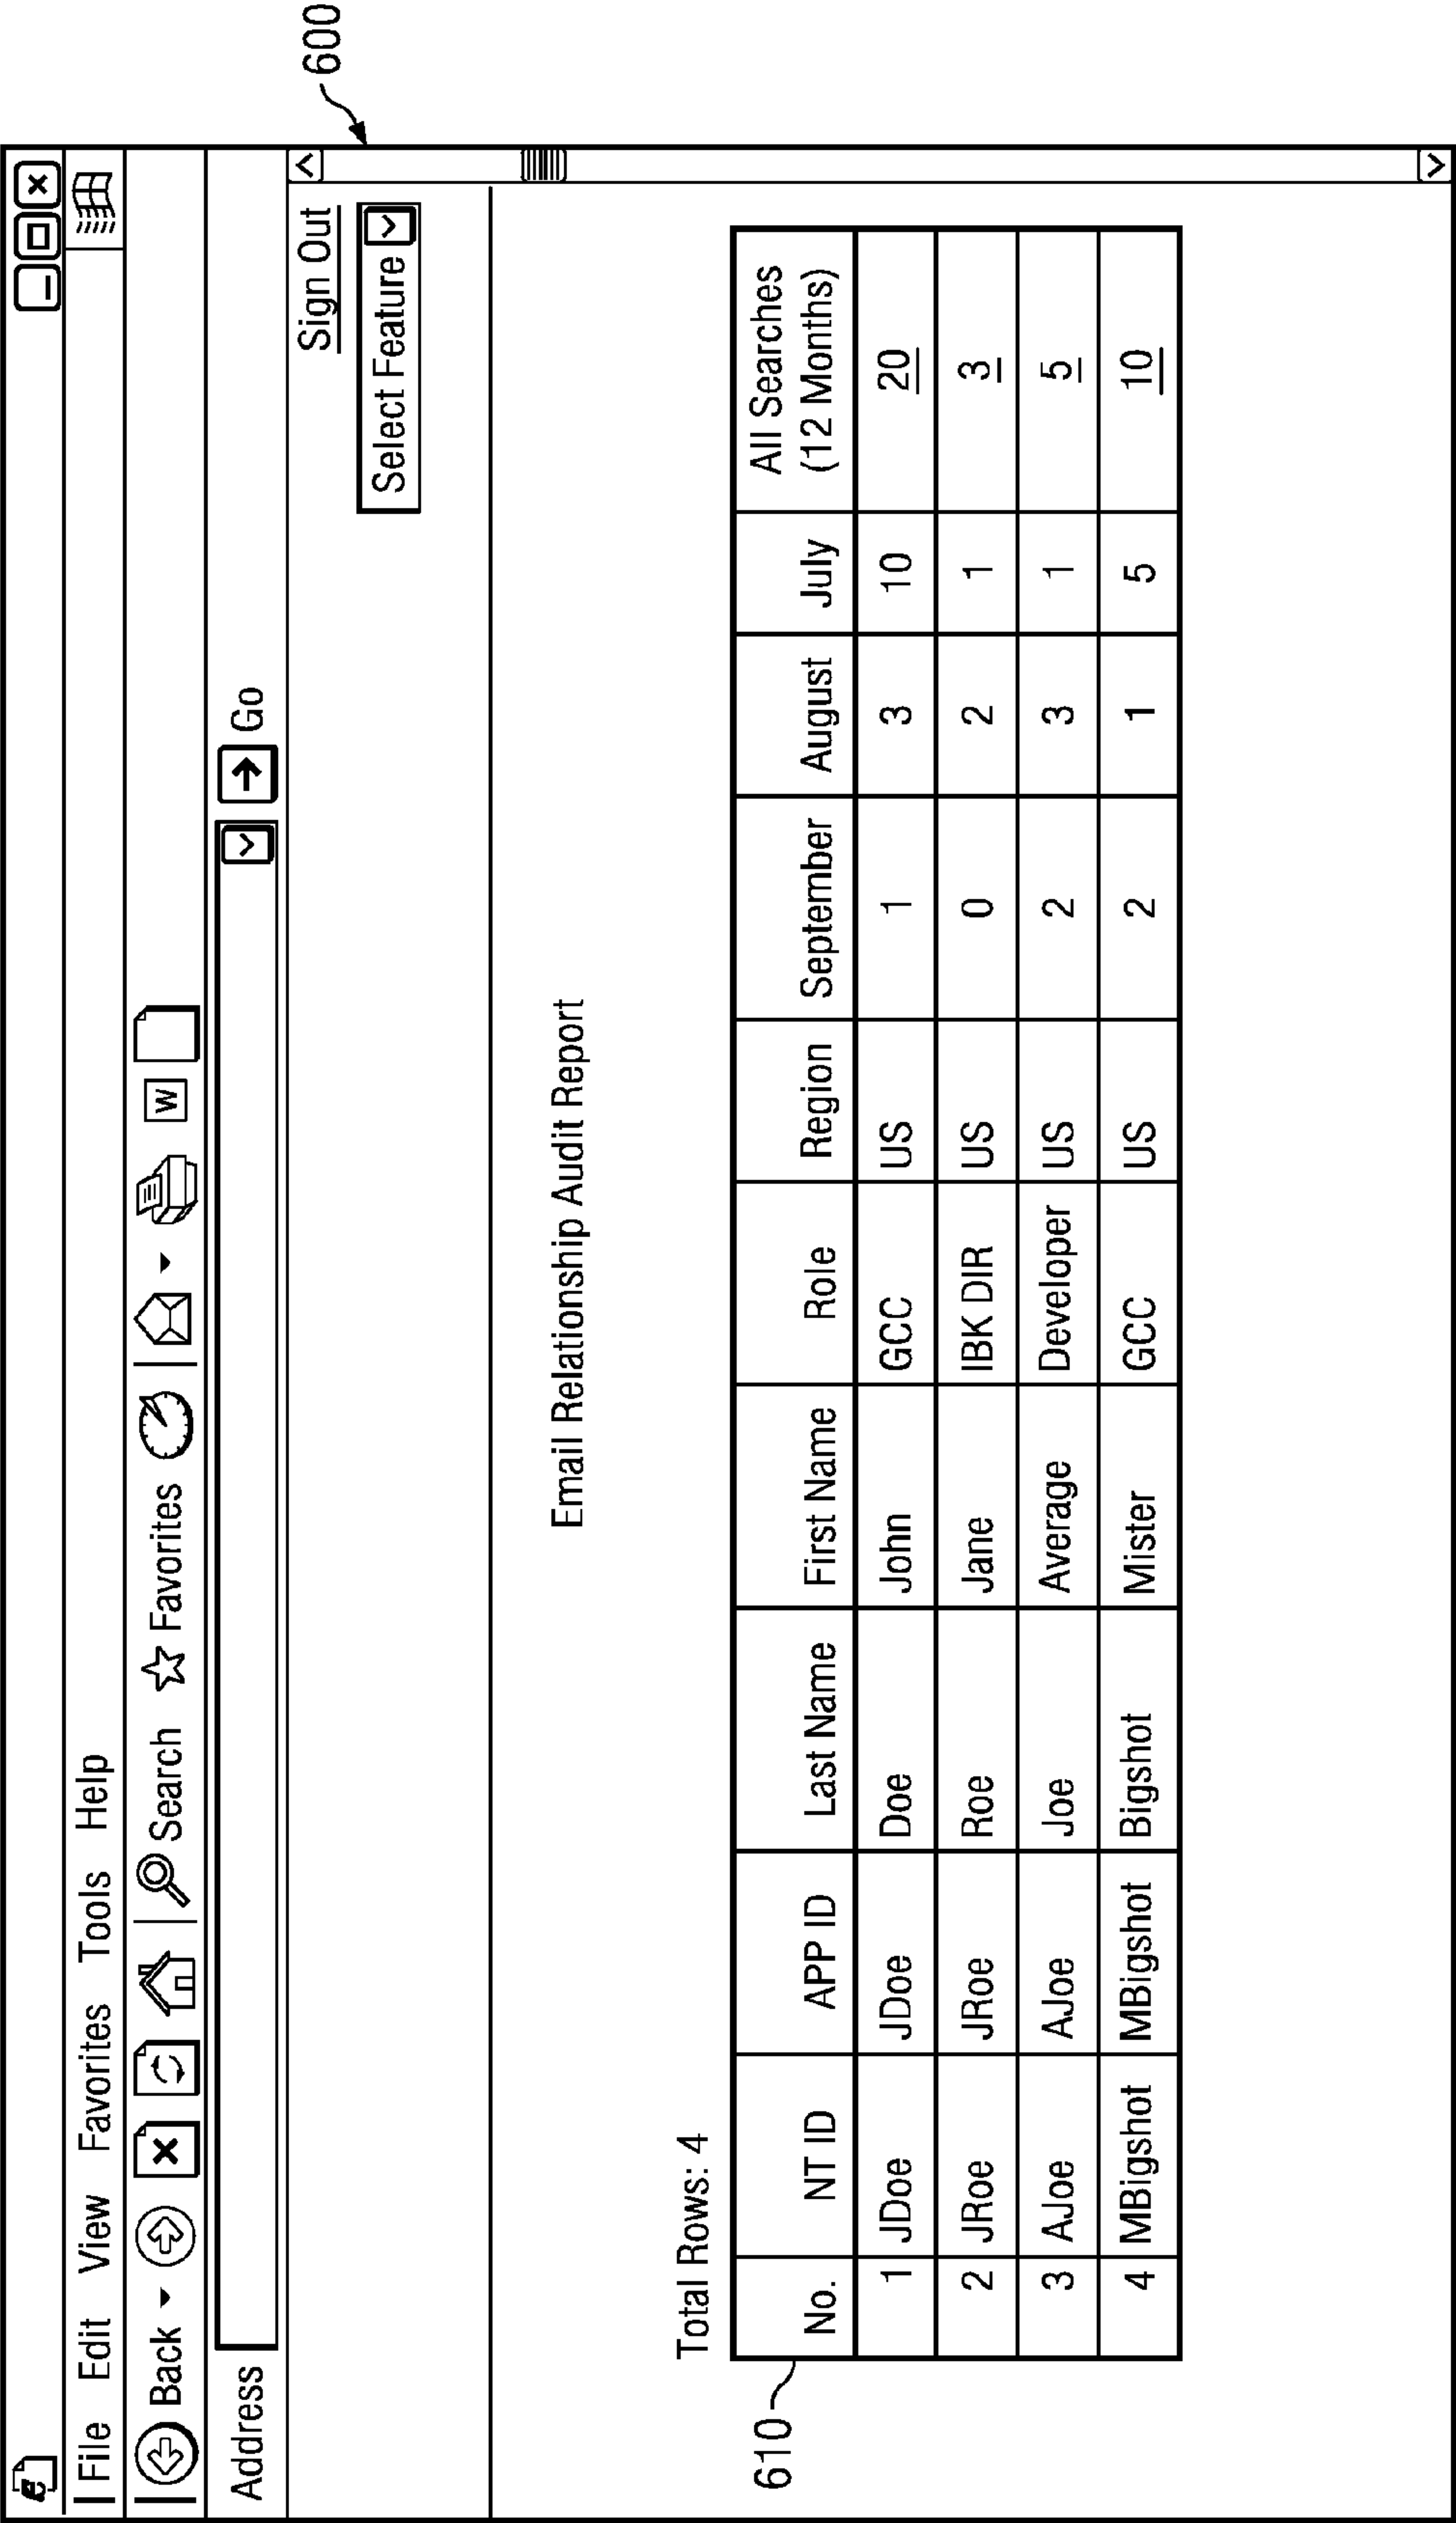 File Edit View Favorites Tools Help
Back Search Favorites W
Address Go
600
Sign Out
Select Feature
Email Relationship Audit Report
Total Rows: 4
610
No. NT ID APP ID Last Name First Name Role Region September August July All Searches (12 Months)
1 JDoe JDoe Doe John GCC US 1 3 10 20
2 JRoe JRoe Roe Jane IBK DIR US 0 2 1 3
3 AJoe AJoe Joe Average Developer US 2 3 1 5
4 MBigshot MBigshot Bigshot Mister GCC US 2 1 5 10